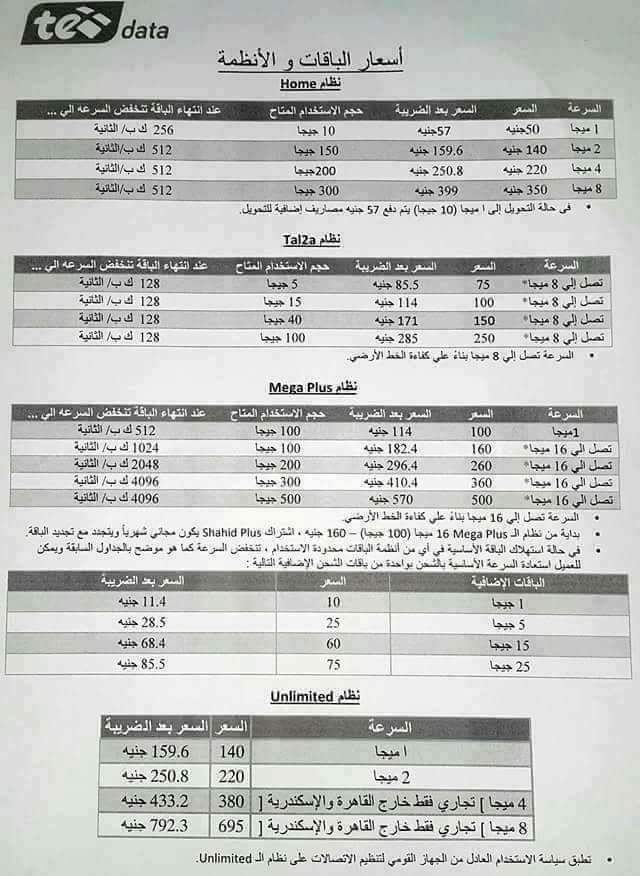 te data
أسعار الباقات و الأنظمة
نظام Home
السرعة السعر السعر بعد الضريبة حجم الاستخدام المتاح عند انتهاء الباقة تنخفض السرعه الي ...
1 ميجا 50جنيه 57جنيه 10 جيجا 256 ك ب/ الثانية
2 ميجا 140 جنيه 159.6 جنيه 150 جيجا 512 ك ب/الثانية
4 ميجا 220 جنيه 250.8 جنيه 200جيجا 512 ك ب/الثانية
8 ميجا 350 جنيه 399 جنيه 300 جيجا 512 ك ب/الثانية
• فى حالة التحويل إلى ا ميجا (10 جيجا) يتم دفع 57 جنيه مصاريف إضافية للتحويل.
نظام Tal2a
السرعة السعر السعر بعد الضريبة حجم الاستخدام المتاح عند انتهاء الباقة تنخفض السرعه الي ...
تصل إلي 8 ميجا* 75 85.5 جنيه 5 جيجا 128 ك ب/ الثانية
تصل إلي 8 ميجا* 100 114 جنيه 15 جيجا 128 ك ب/ الثانية
تصل إلي 8 ميجا* 150 171 جنيه 40 جيجا 128 ك ب/ الثانية
تصل إلي 8 ميجا* 250 285 جنيه 100 جيجا 128 ك ب/ الثانية
• السرعة تصل إلي 8 ميجا بناءً علي كفاءة الخط الأرضي.
نظام Mega Plus
السرعة السعر السعر بعد الضريبة حجم الاستخدام المتاح عند انتهاء الباقة تنخفض السرعه الي ...
1ميجا 100 114 جنيه 100 جيجا 512 ك ب/ الثانية
تصل الي 16 ميجا* 160 182.4 جنيه 100 جيجا 1024 ك ب/ الثانية
تصل الي 16 ميجا* 260 296.4 جنيه 200 جيجا 2048 ك ب/ الثانية
تصل الي 16 ميجا* 360 410.4 جنيه 300 جيجا 4096 ك ب/ الثانية
تصل الي 16 ميجا* 500 570 جنيه 500 جيجا 4096 ك ب/ الثانية
• السرعة تصل إلي 16 ميجا بناءً علي كفاءة الخط الأرضي.
• بداية من نظام الـ Mega Plus 16 ميجا (100 جيجا) – 160 جنيه ، اشتراك Shahid Plus يكون مجاني شهرياً ويتجدد مع تجديد الباقة.
• في حالة استهلاك الباقة الأساسية في أي من أنظمة الباقات محدودة الاستخدام ، تنخفض السرعة كما هو موضح بالجداول السابقة ويمكن
للعميل استعادة السرعة الأساسية بالشحن بواحدة من باقات الشحن الإضافية التالية :
الباقات الإضافية السعر السعر بعد الضريبة
1 جيجا 10 11.4 جنيه
5 جيجا 25 28.5 جنيه
15 جيجا 60 68.4 جنيه
25 جيجا 75 85.5 جنيه
نظام Unlimited
السرعة السعر السعر بعد الضريبة
ا ميجا 140 159.6 جنيه
2 ميجا 220 250.8 جنيه
4 ميجا [ تجاري فقط خارج القاهرة والإسكندرية ] 380 433.2 جنيه
8 ميجا [ تجاري فقط خارج القاهرة والإسكندرية ] 695 792.3 جنيه
• تطبق سياسة الاستخدام العادل من الجهاز القومي لتنظيم الاتصالات على نظام الـ Unlimited.